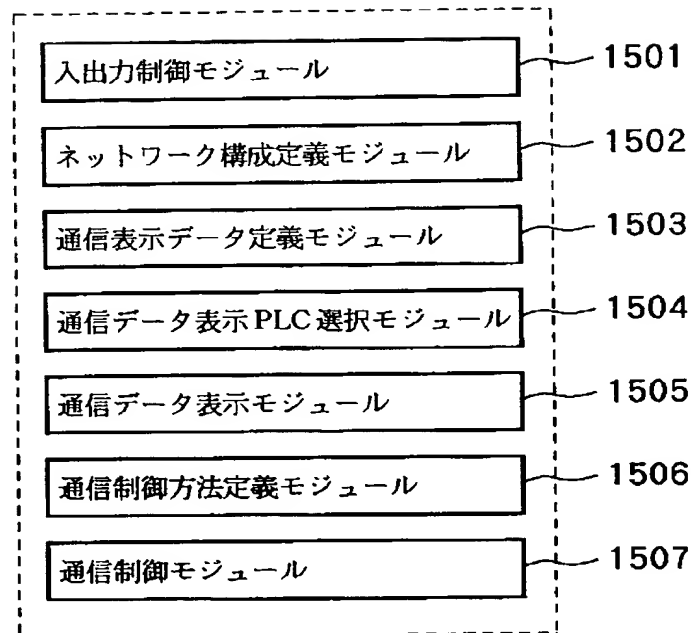 入出力制御モジュール 1501
ネットワーク構成定義モジュール 1502
通信表示データ定義モジュール 1503
通信データ表示PLC選択モジュール 1504
通信データ表示モジュール 1505
通信制御方法定義モジュール 1506
通信制御モジュール 1507